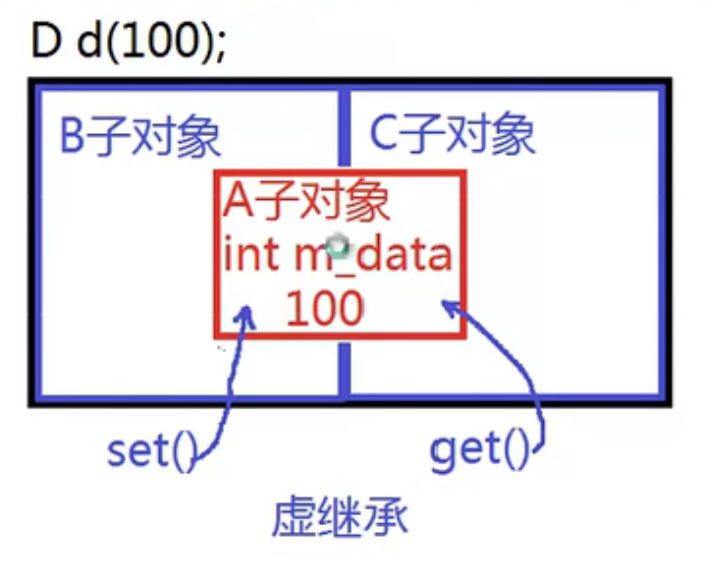 D d(100);
B子对象
C子对象
A子对象
int m_data
100
set()
get()
虚继承